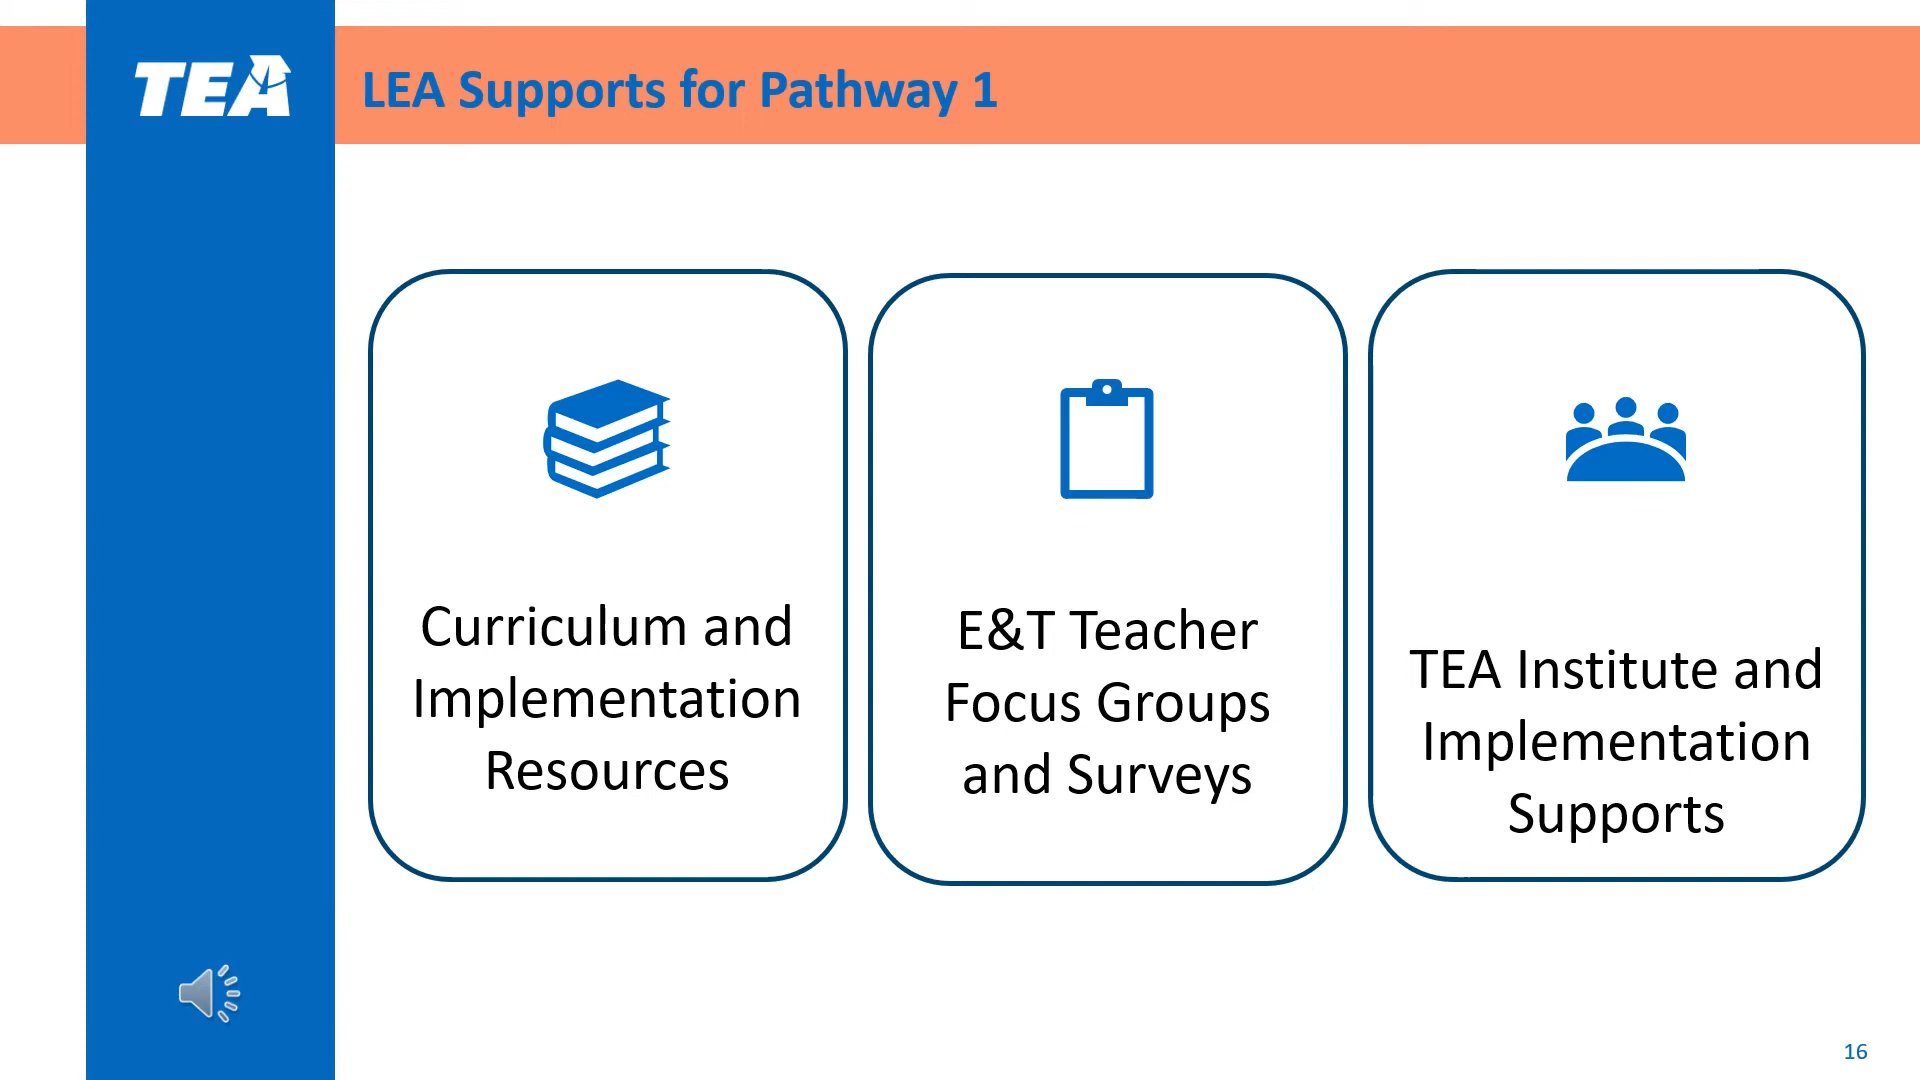 TEA
LEA Supports for Pathway 1
Curriculum and
Implementation
Resources
E&T Teacher
Focus Groups
and Surveys
TEA Institute and
Implementation
Supports
16